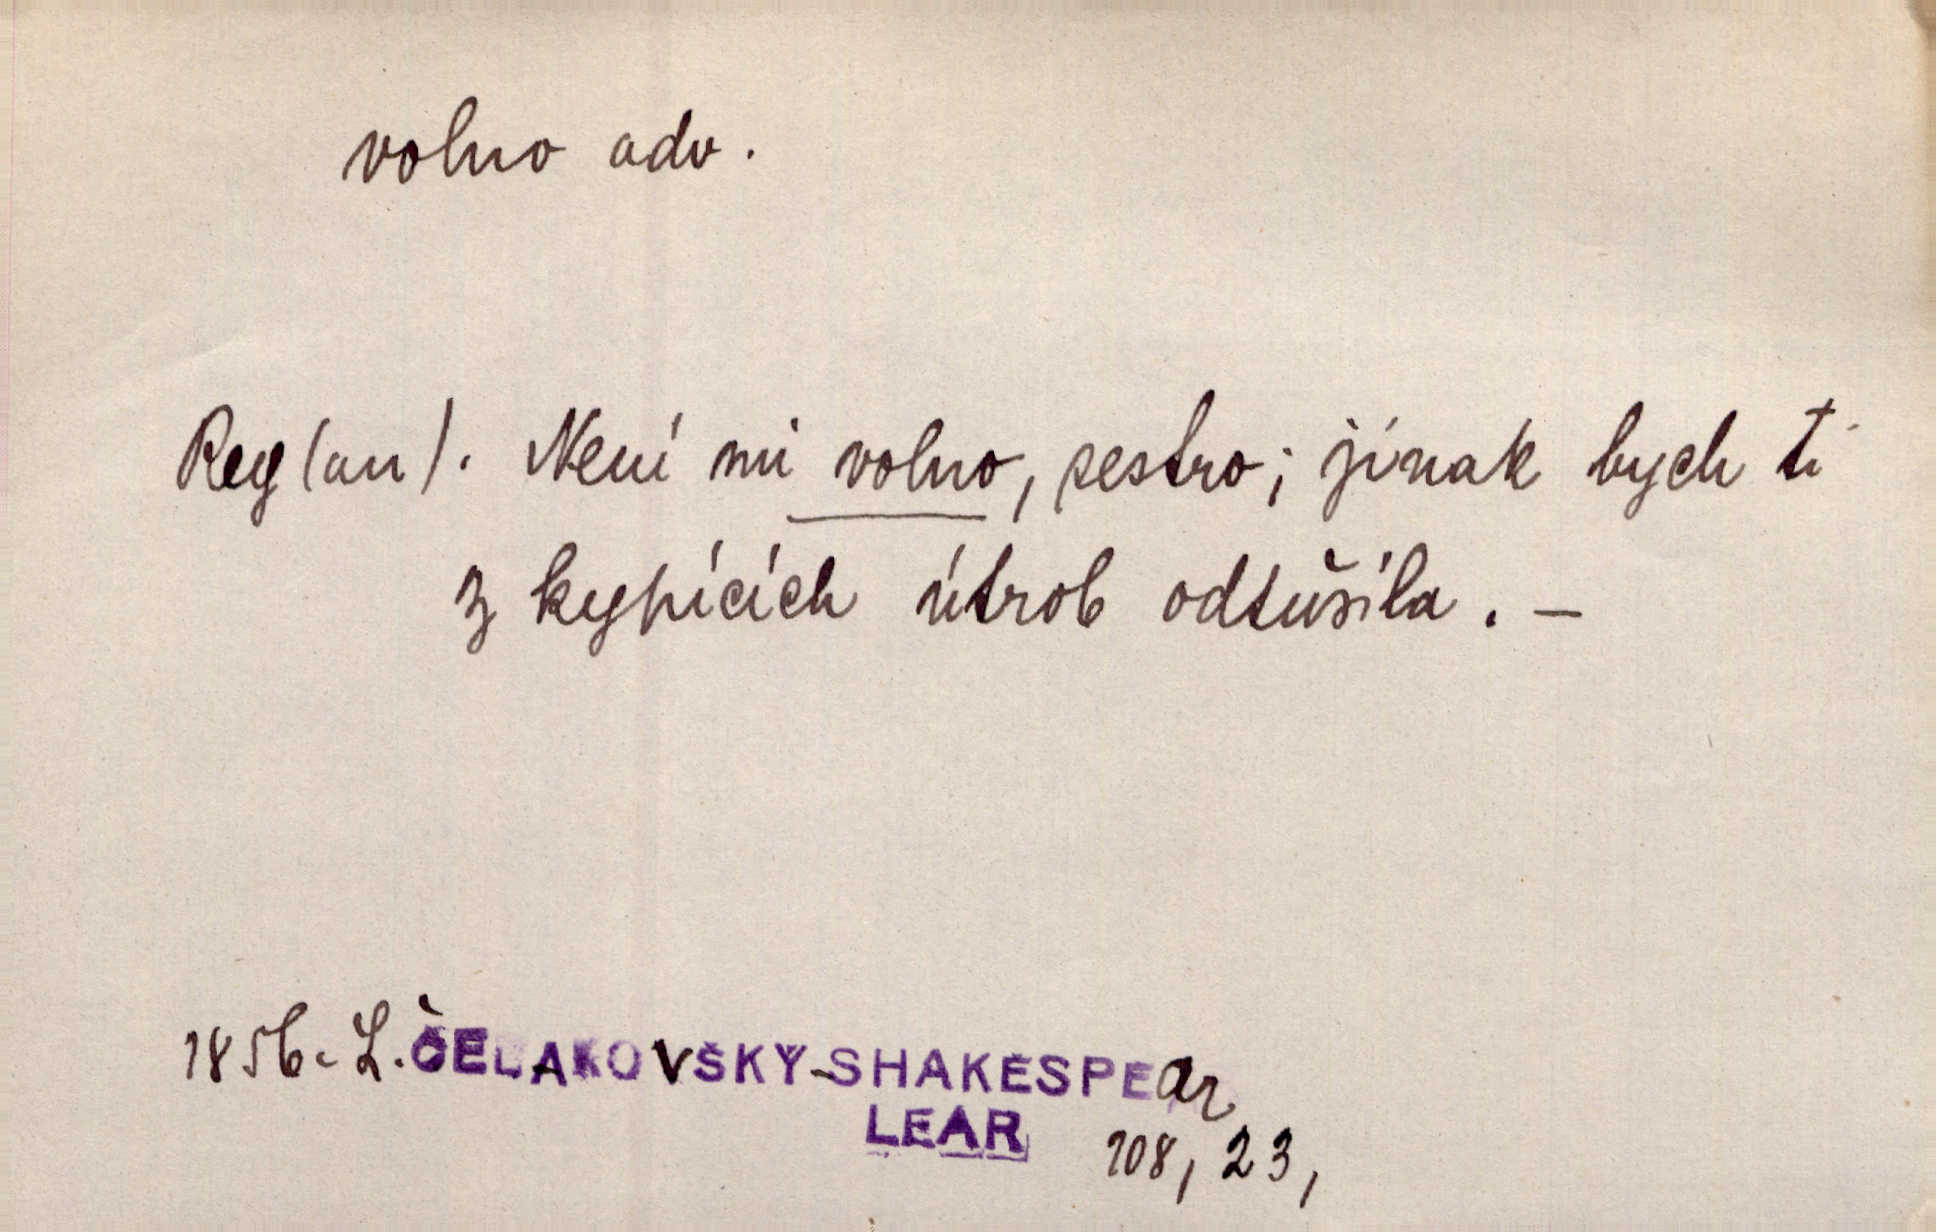 volno adv.
Reg(an). Není mi volno, sestro; jinak bych ti
z kypících útrob odtušila. –
1856. L. ČELAKOVSKÝ-SHAKESPEar
LEAR 108, 23,